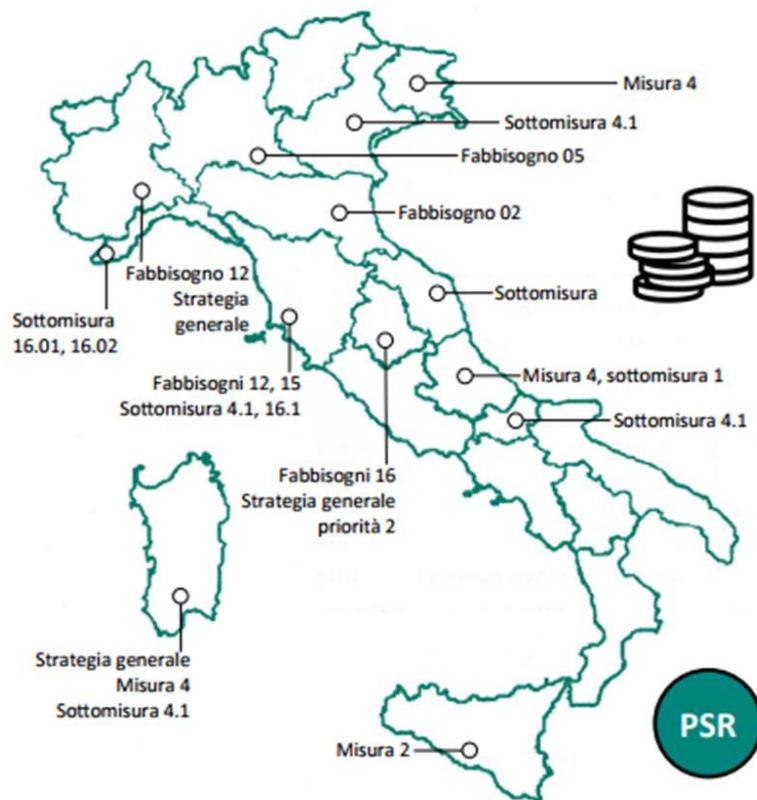 Misura 4
Sottomisura 4.1
Fabbisogno 05
Fabbisogno 02
Fabbisogno 12
Strategia
generale
Sottomisura
Sottomisura
16.01, 16.02
Fabbisogni 12, 15
Sottomisura 4.1, 16.1
Misura 4, sottomisura 1
Sottomisura 4.1
Fabbisogni 16
Strategia generale
priorità 2
Strategia generale
Misura 4
Sottomisura 4.1
PSR
Misura 2